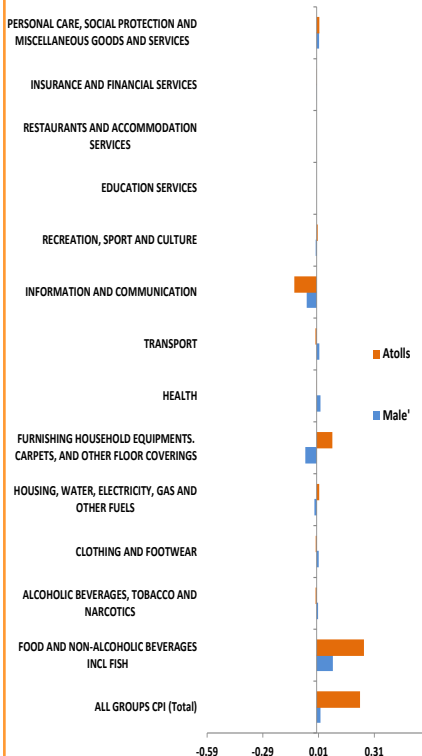 PERSONAL CARE, SOCIAL PROTECTION AND
MISCELLANEOUS GOODS AND SERVICES
INSURANCE AND FINANCIAL SERVICES
RESTAURANTS AND ACCOMMODATION
SERVICES
EDUCATION SERVICES
RECREATION, SPORT AND CULTURE
INFORMATION AND COMMUNICATION
TRANSPORT
Atolls
HEALTH
Male'
FURNISHING HOUSEHOLD EQUIPMENTS.
CARPETS, AND OTHER FLOOR COVERINGS
HOUSING, WATER, ELECTRICITY, GAS AND
OTHER FUELS
CLOTHING AND FOOTWEAR
ALCOHOLIC BEVERAGES, TOBACCO AND
NARCOTICS
FOOD AND NON-ALCOHOLIC BEVERAGES
INCL FISH
ALL GROUPS CPI (Total)
-0.59 -0.29 0.01 0.31